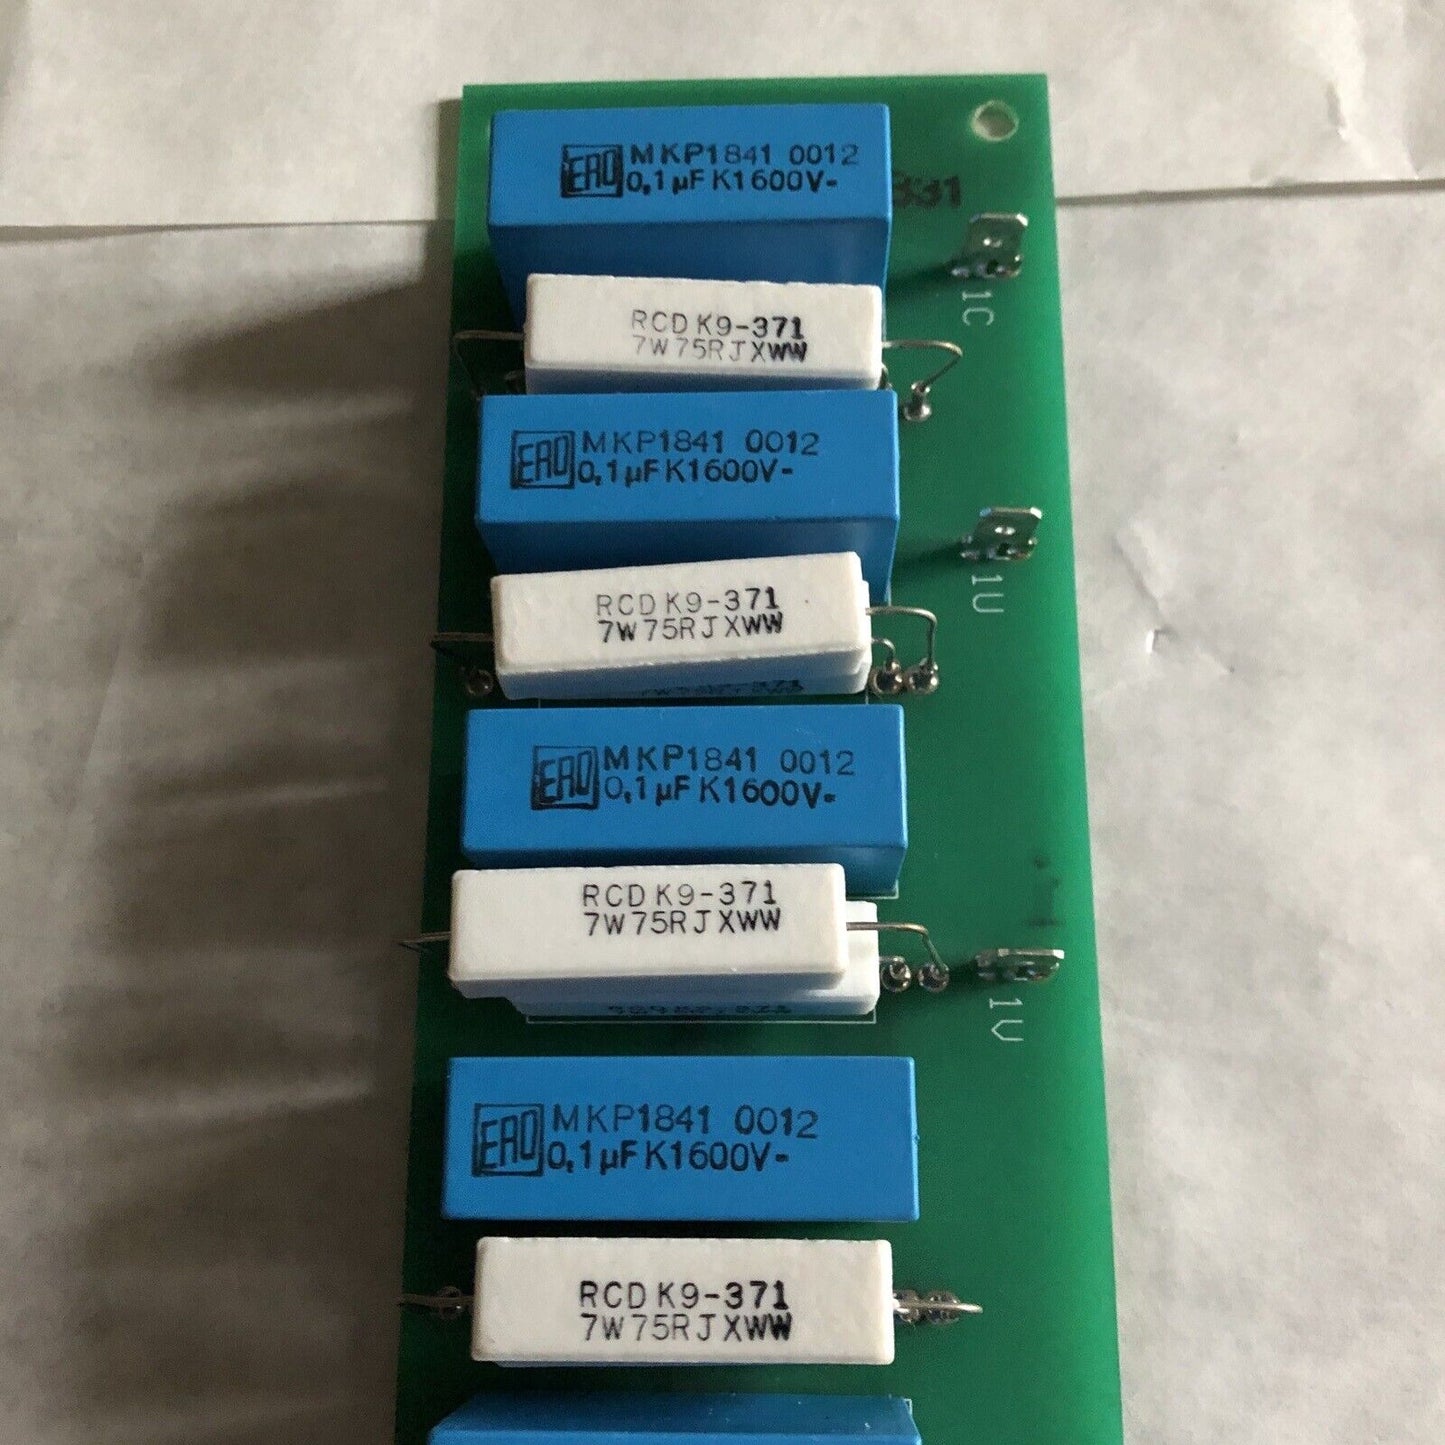 ERO MKP1841 0012
0,1µF K1600V-
331
1C
RCD K9-371
7W75RJXWW
ERO MKP1841 0012
0,1µF K1600V-
1U
RCD K9-371
7W75RJXWW
ERO MKP1841 0012
0,1µF K1600V-
RCD K9-371
7W75RJXWW
1V
ERO MKP1841 0012
0,1µF K1600V-
RCD K9-371
7W75RJXWW